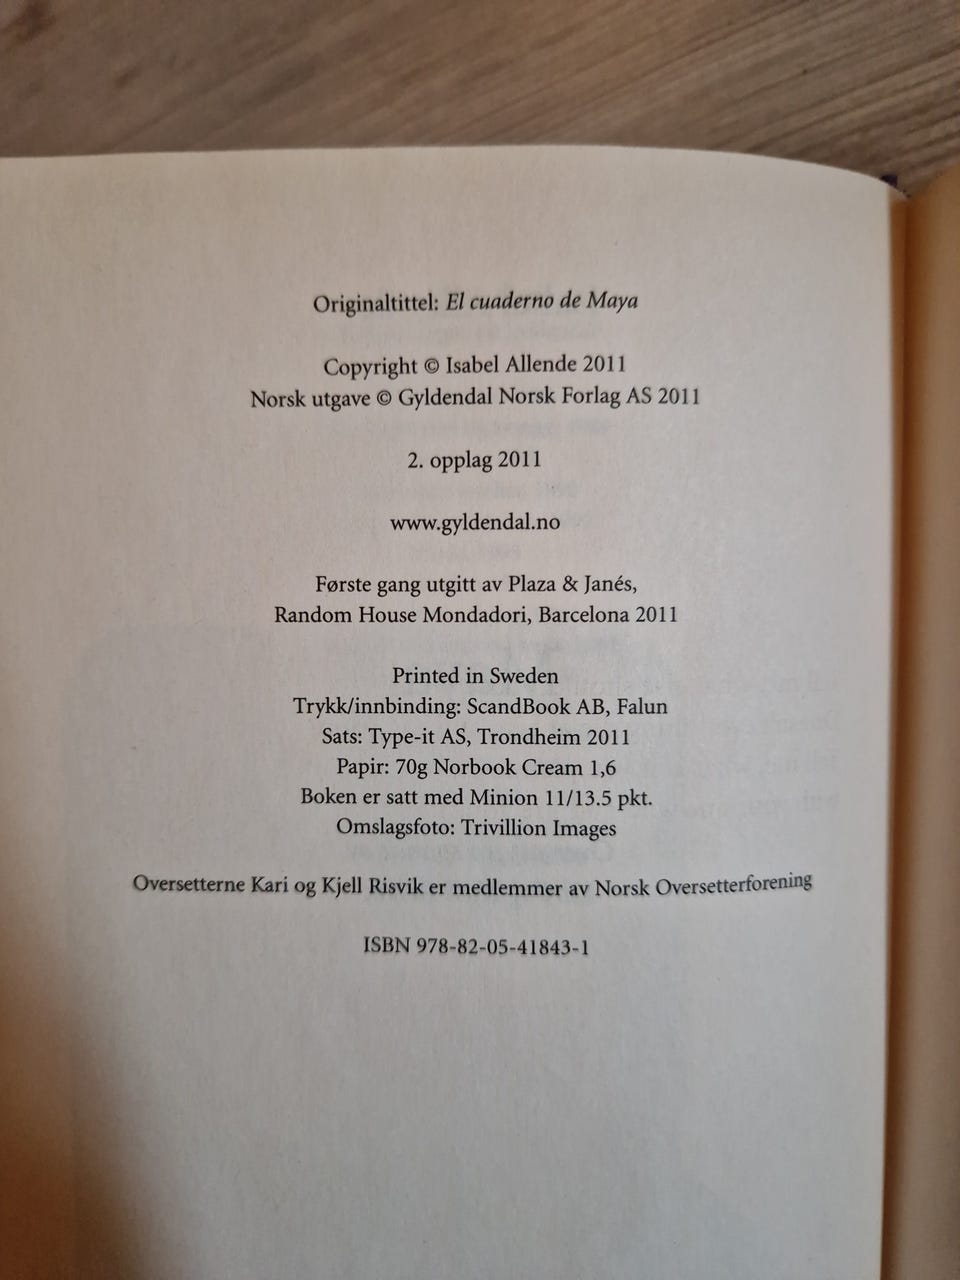 Originaltittel: El cuaderno de Maya
Copyright © Isabel Allende 2011
Norsk utgave © Gyldendal Norsk Forlag AS 2011
2. opplag 2011
www.gyldendal.no
Første gang utgitt av Plaza & Janés,
Random House Mondadori, Barcelona 2011
Printed in Sweden
Trykk/innbinding: ScandBook AB, Falun
Sats: Type-it AS, Trondheim 2011
Papir: 70g Norbook Cream 1,6
Boken er satt med Minion 11/13.5 pkt.
Omslagsfoto: Trivillion Images
Oversetterne Kari og Kjell Risvik er medlemmer av Norsk Oversetterforening
ISBN 978-82-05-41843-1